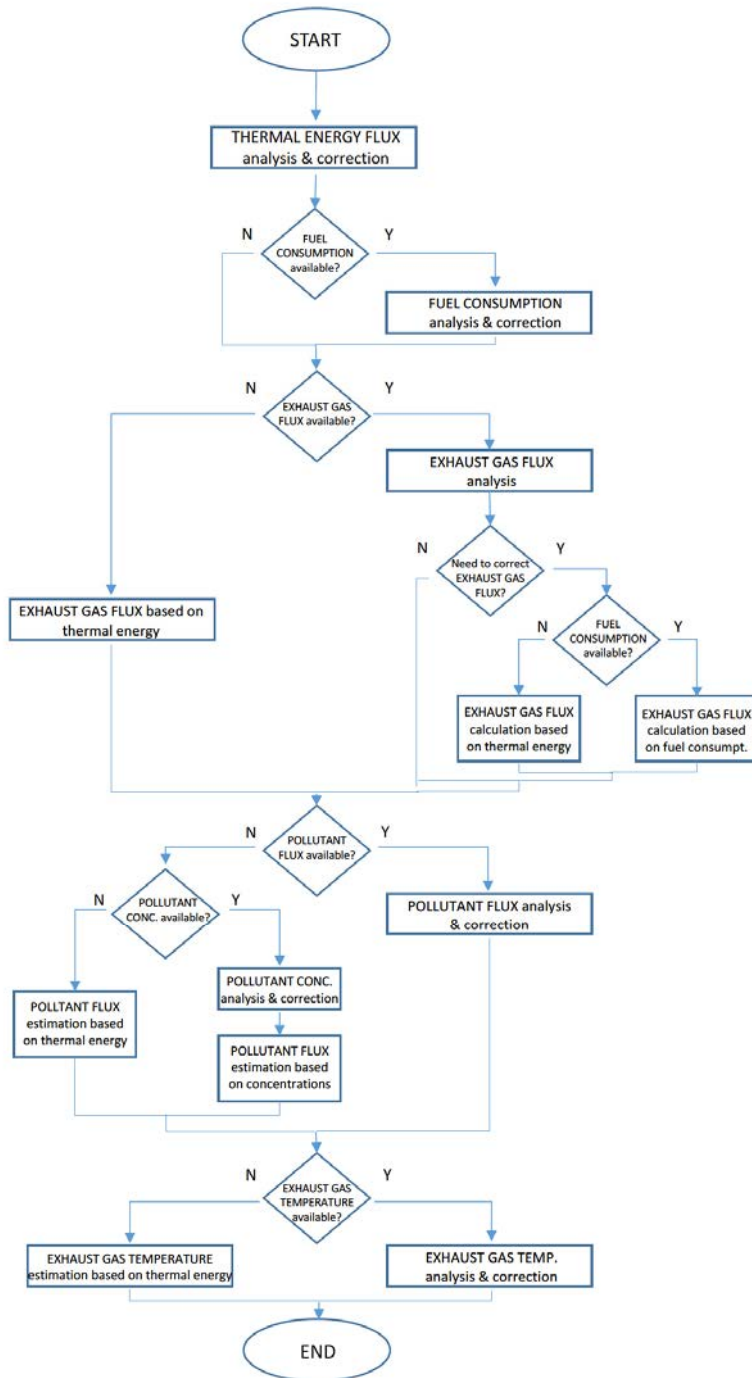 START
THERMAL ENERGY FLUX
analysis & correction
N
Y
FUEL
CONSUMPTION
available?
FUEL CONSUMPTION
analysis & correction
N
Y
EXHAUST GAS
FLUX available?
EXHAUST GAS FLUX
analysis
N
Y
Need to correct
EXHAUST GAS
FLUX?
EXHAUST GAS FLUX based on
thermal energy
N
Y
FUEL
CONSUMPTION
available?
EXHAUST GAS FLUX
calculation based
on thermal energy
EXHAUST GAS FLUX
calculation based
on fuel consumpt.
N
Y
POLLUTANT
FLUX available?
N
Y
POLLUTANT
CONC. available?
POLLUTANT FLUX analysis
& correction
POLLUTANT CONC.
analysis & correction
POLLTANT FLUX
estimation based
on thermal energy
POLLUTANT FLUX
estimation based
on concentrations
N
Y
EXHAUST GAS
TEMPERATURE
available?
EXHAUST GAS TEMPERATURE
estimation based on thermal energy
EXHAUST GAS TEMP.
analysis & correction
END